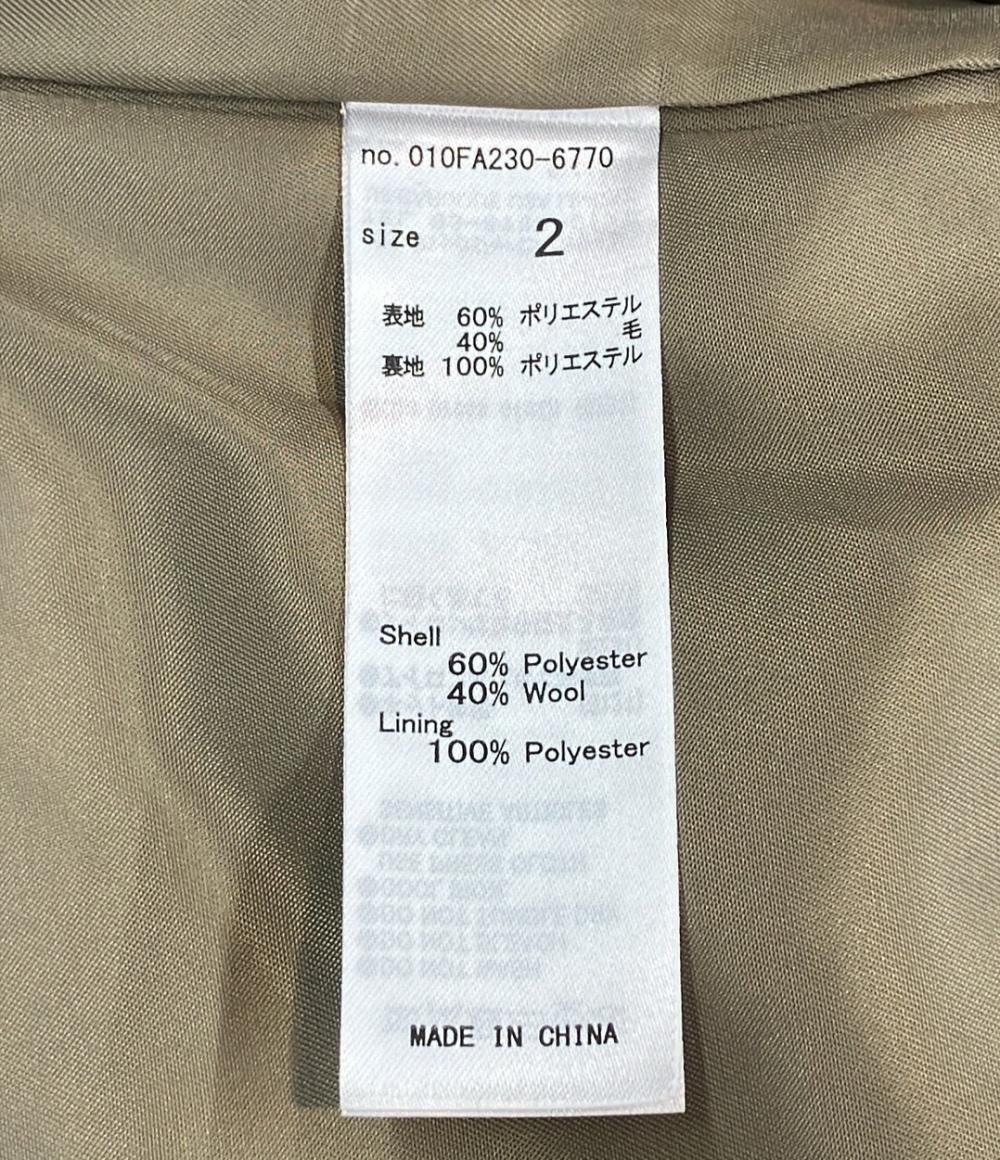 no. 010FA230-6770
size 2
表地 60% ポリエステル
40% 毛
裏地 100% ポリエステル
Shell
60% Polyester
40% Wool
Lining
100% Polyester
MADE IN CHINA